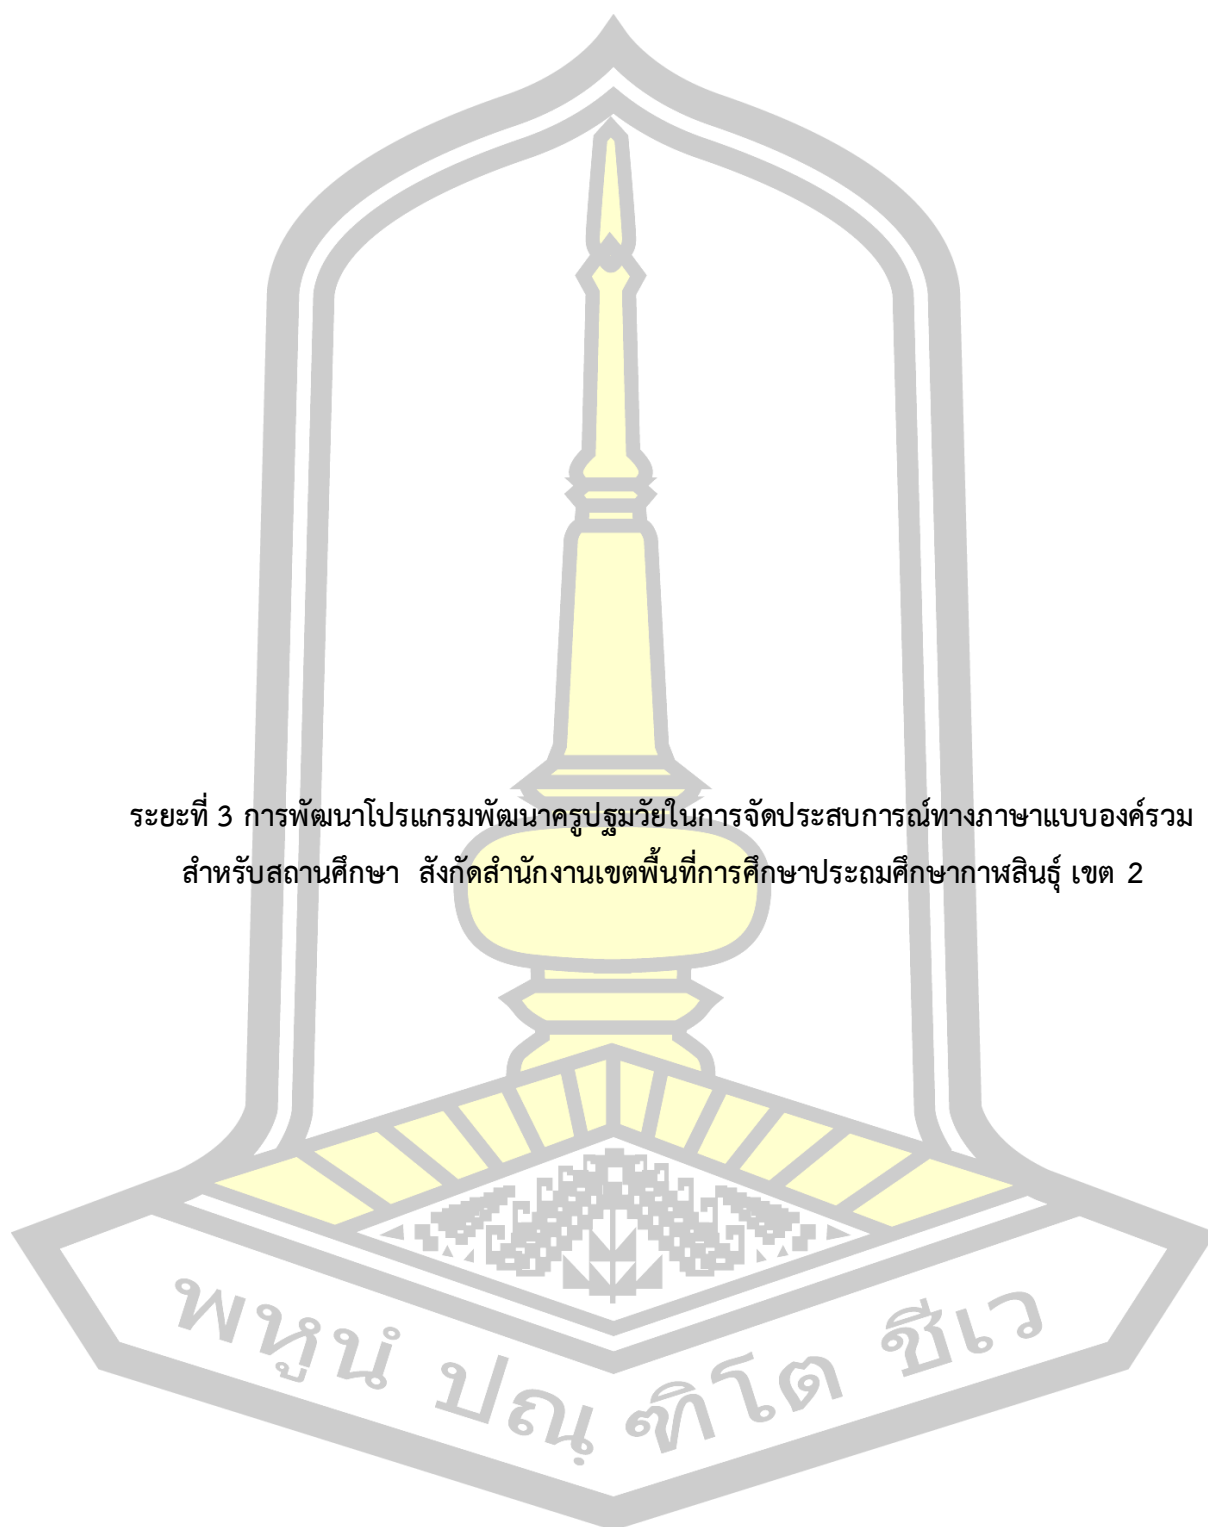 ระยะที่ 3 การพัฒนาโปรแกรมพัฒนาครูปฐมวัยในการจัดประสบการณ์ทางภาษาแบบองค์รวม
สำหรับสถานศึกษา สังกัดสำนักงานเขตพื้นที่การศึกษาประถมศึกษากาฬสินธุ์ เขต 2
พหูนํ ปณฺฑิโต ชีเว